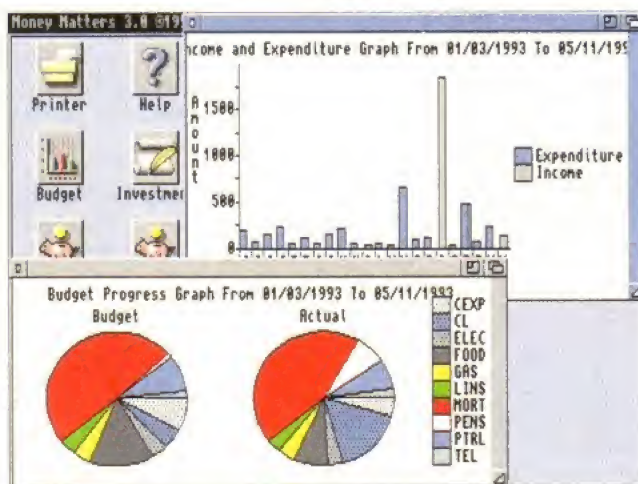 Money Matters 3.0 ©19
Printer
Help
Budget
Investmen
ncome and Expenditure Graph From 01/03/1993 To 05/11/199
Amount
1500
1000
500
0
Expenditure
Income
Budget Progress Graph From 01/03/1993 To 05/11/1993
Budget
Actual
CEXP
CL
ELEC
FOOD
GAS
LINS
MORT
PENS
PTRL
TEL